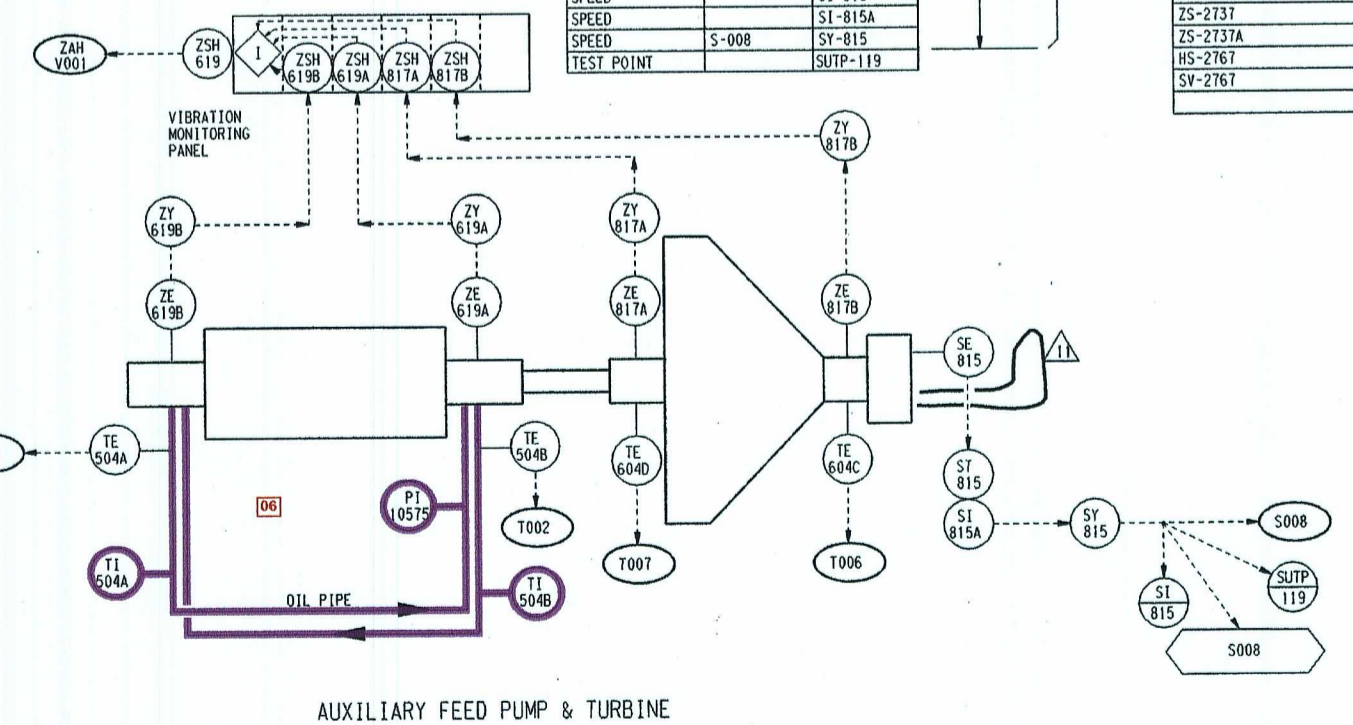 SPEED
SI-815A
SPEED S-008 SY-815
TEST POINT SUTP-119
ZS-2737
ZS-2737A
HS-2767
SV-2767
ZAH
V001
ZSH
619
I
ZSH
619B
ZSH
619A
ZSH
817A
ZSH
817B
VIBRATION
MONITORING
PANEL
ZY
817B
ZY
619B
ZY
619A
ZY
817A
ZE
619B
ZE
619A
ZE
817A
ZE
817B
SE
815
11
TE
504A
TE
504B
TE
604D
TE
604C
ST
815
06
PI
10575
T002
SI
815A
SY
815
S008
T007
T006
TI
504A
OIL PIPE
TI
504B
SI
815
SUTP
119
S008
AUXILIARY FEED PUMP & TURBINE